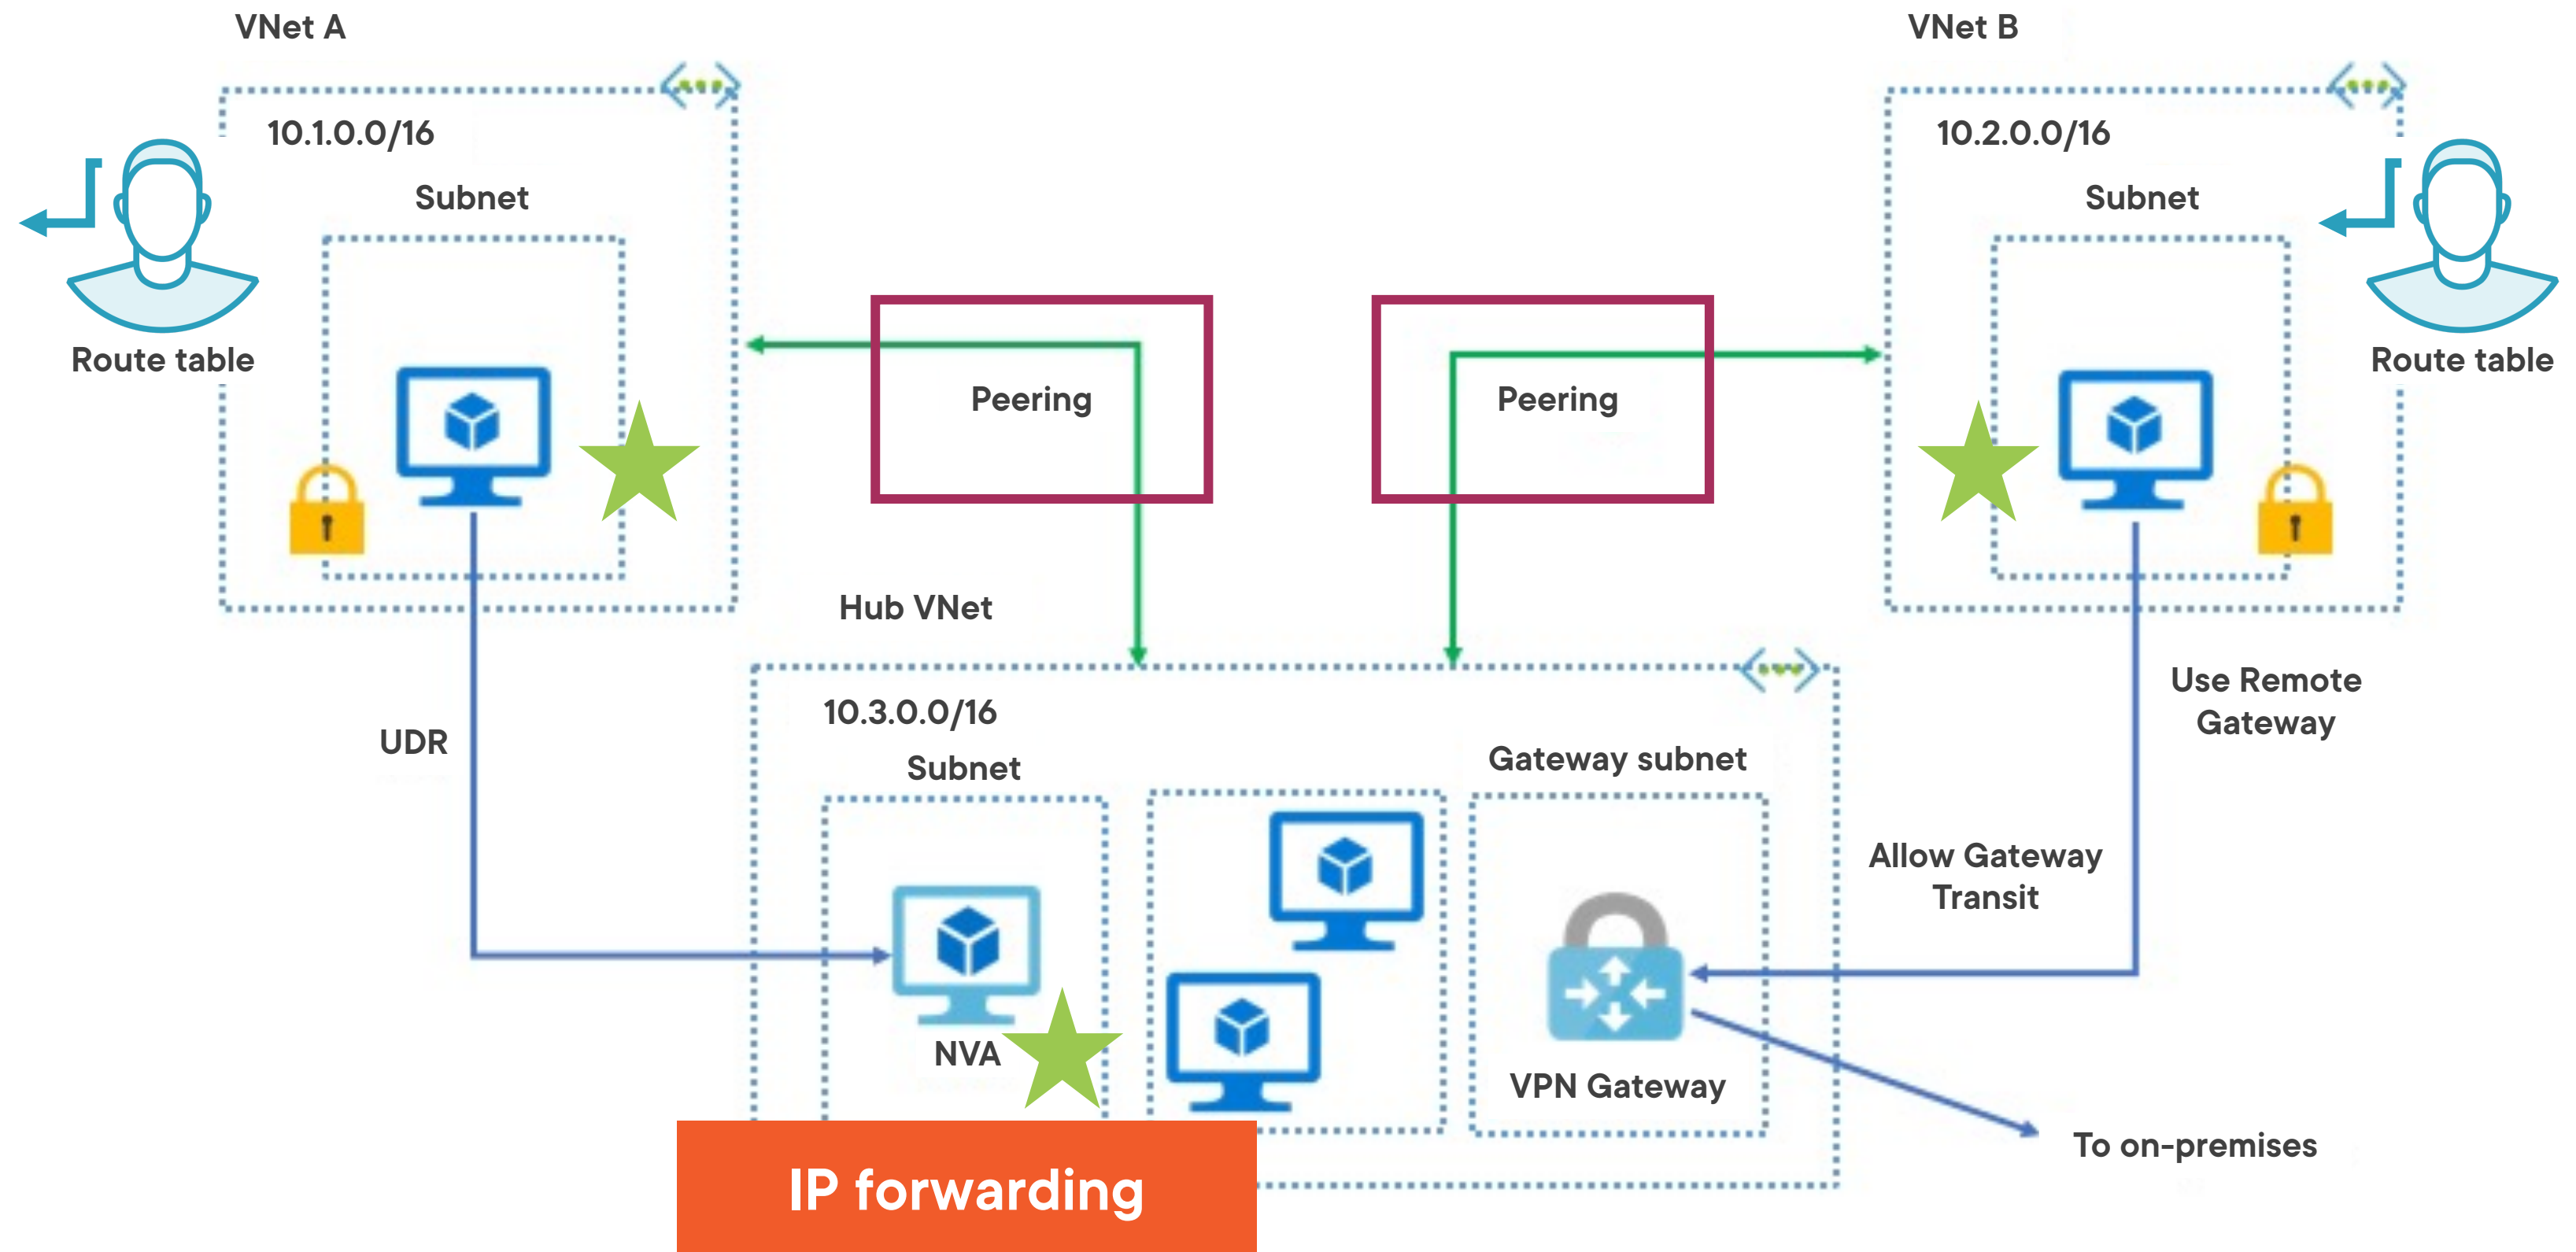 VNet A
VNet B
10.1.0.0/16
10.2.0.0/16
Subnet
Subnet
Route table
Peering
Peering
Route table
Hub VNet
Use Remote
Gateway
10.3.0.0/16
UDR
Subnet
Gateway subnet
Allow Gateway
Transit
NVA
VPN Gateway
To on-premises
IP forwarding